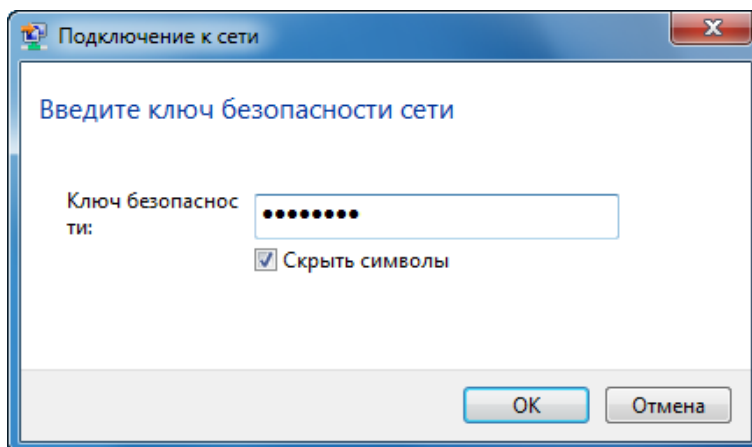 Подключение к сети
Введите ключ безопасности сети
Ключ безопаснос
ти:
••••••••
Скрыть символы
OK
Отмена